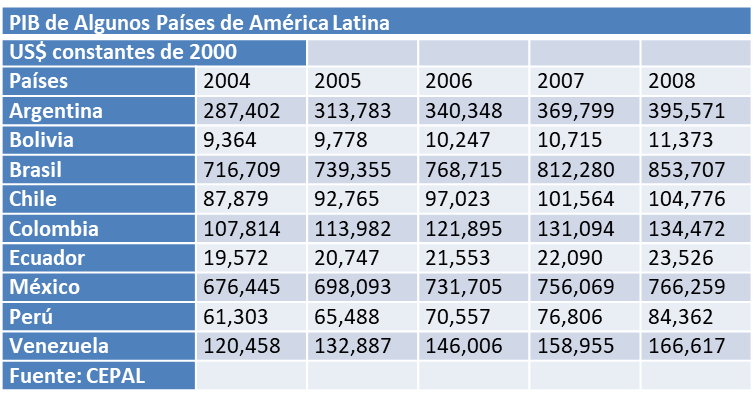 PIB de Algunos Países de América Latina
US$ constantes de 2000
Países 2004 2005 2006 2007 2008
Argentina 287,402 313,783 340,348 369,799 395,571
Bolivia 9,364 9,778 10,247 10,715 11,373
Brasil 716,709 739,355 768,715 812,280 853,707
Chile 87,879 92,765 97,023 101,564 104,776
Colombia 107,814 113,982 121,895 131,094 134,472
Ecuador 19,572 20,747 21,553 22,090 23,526
México 676,445 698,093 731,705 756,069 766,259
Perú 61,303 65,488 70,557 76,806 84,362
Venezuela 120,458 132,887 146,006 158,955 166,617
Fuente: CEPAL